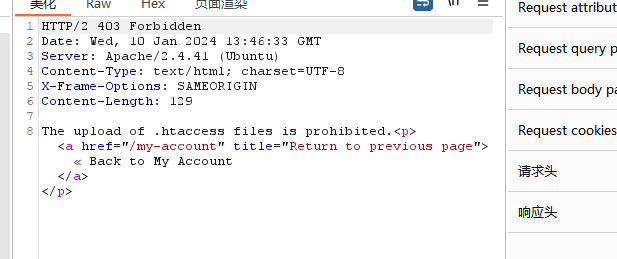 美化 Raw Hex 页面渲染 \n
1 HTTP/2 403 Forbidden
2 Date: Wed, 10 Jan 2024 13:46:33 GMT
3 Server: Apache/2.4.41 (Ubuntu)
4 Content-Type: text/html; charset=UTF-8
5 X-Frame-Options: SAMEORIGIN
6 Content-Length: 129
7
8 The upload of .htaccess files is prohibited.<p>
<a href="/my-account" title="Return to previous page">
« Back to My Account
</a>
</p>
Request attribut
Request query p
Request body pa
Request cookies
请求头
响应头